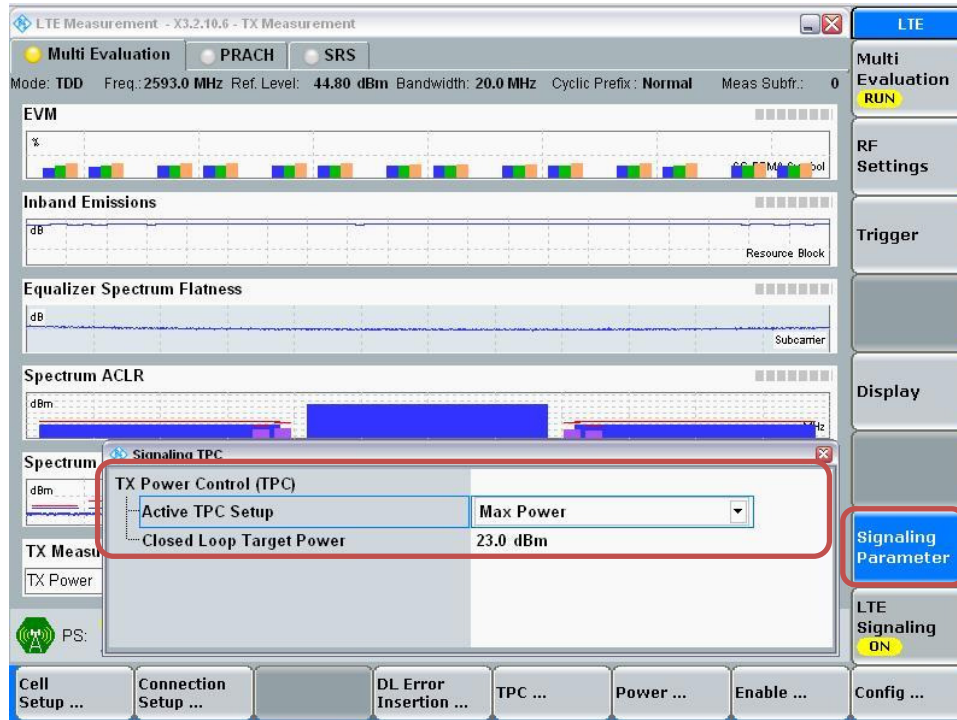 LTE Measurement - X3.2.10.6 - TX Measurement
LTE
Multi Evaluation
PRACH
SRS
Multi
Evaluation
RUN
Mode: TDD Freq.: 2593.0 MHz Ref. Level: 44.80 dBm Bandwidth: 20.0 MHz Cyclic Prefix : Normal Meas Subfr.: 0
EVM
%
RF
Settings
Inband Emissions
dB
Resource Block
Trigger
Equalizer Spectrum Flatness
dB
Subcarrier
Spectrum ACLR
dBm
Display
Spectrum
dBm
Signaling TPC
TX Power Control (TPC)
Active TPC Setup
Max Power
Closed Loop Target Power
23.0 dBm
Signaling
Parameter
TX Measu
TX Power
PS:
LTE
Signaling
ON
Cell
Setup ...
Connection
Setup ...
DL Error
Insertion ...
TPC ...
Power ...
Enable ...
Config ...